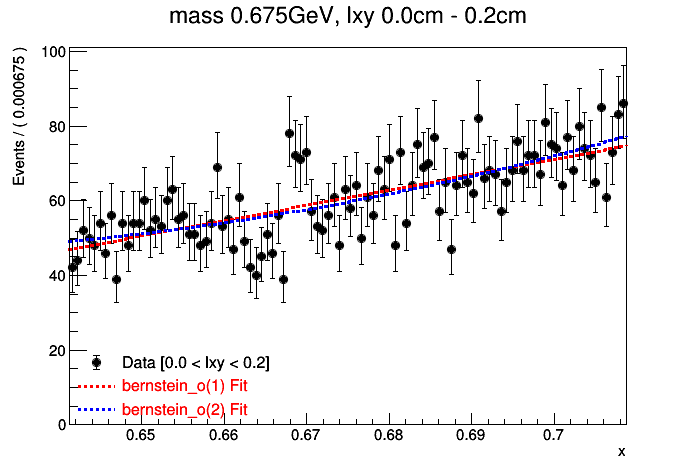 mass 0.675GeV, lxy 0.0cm - 0.2cm
Events / ( 0.000675 )
100
80
60
40
20
0
Data [0.0 < lxy < 0.2]
bernstein_o(1) Fit
bernstein_o(2) Fit
0.65 0.66 0.67 0.68 0.69 0.7
x